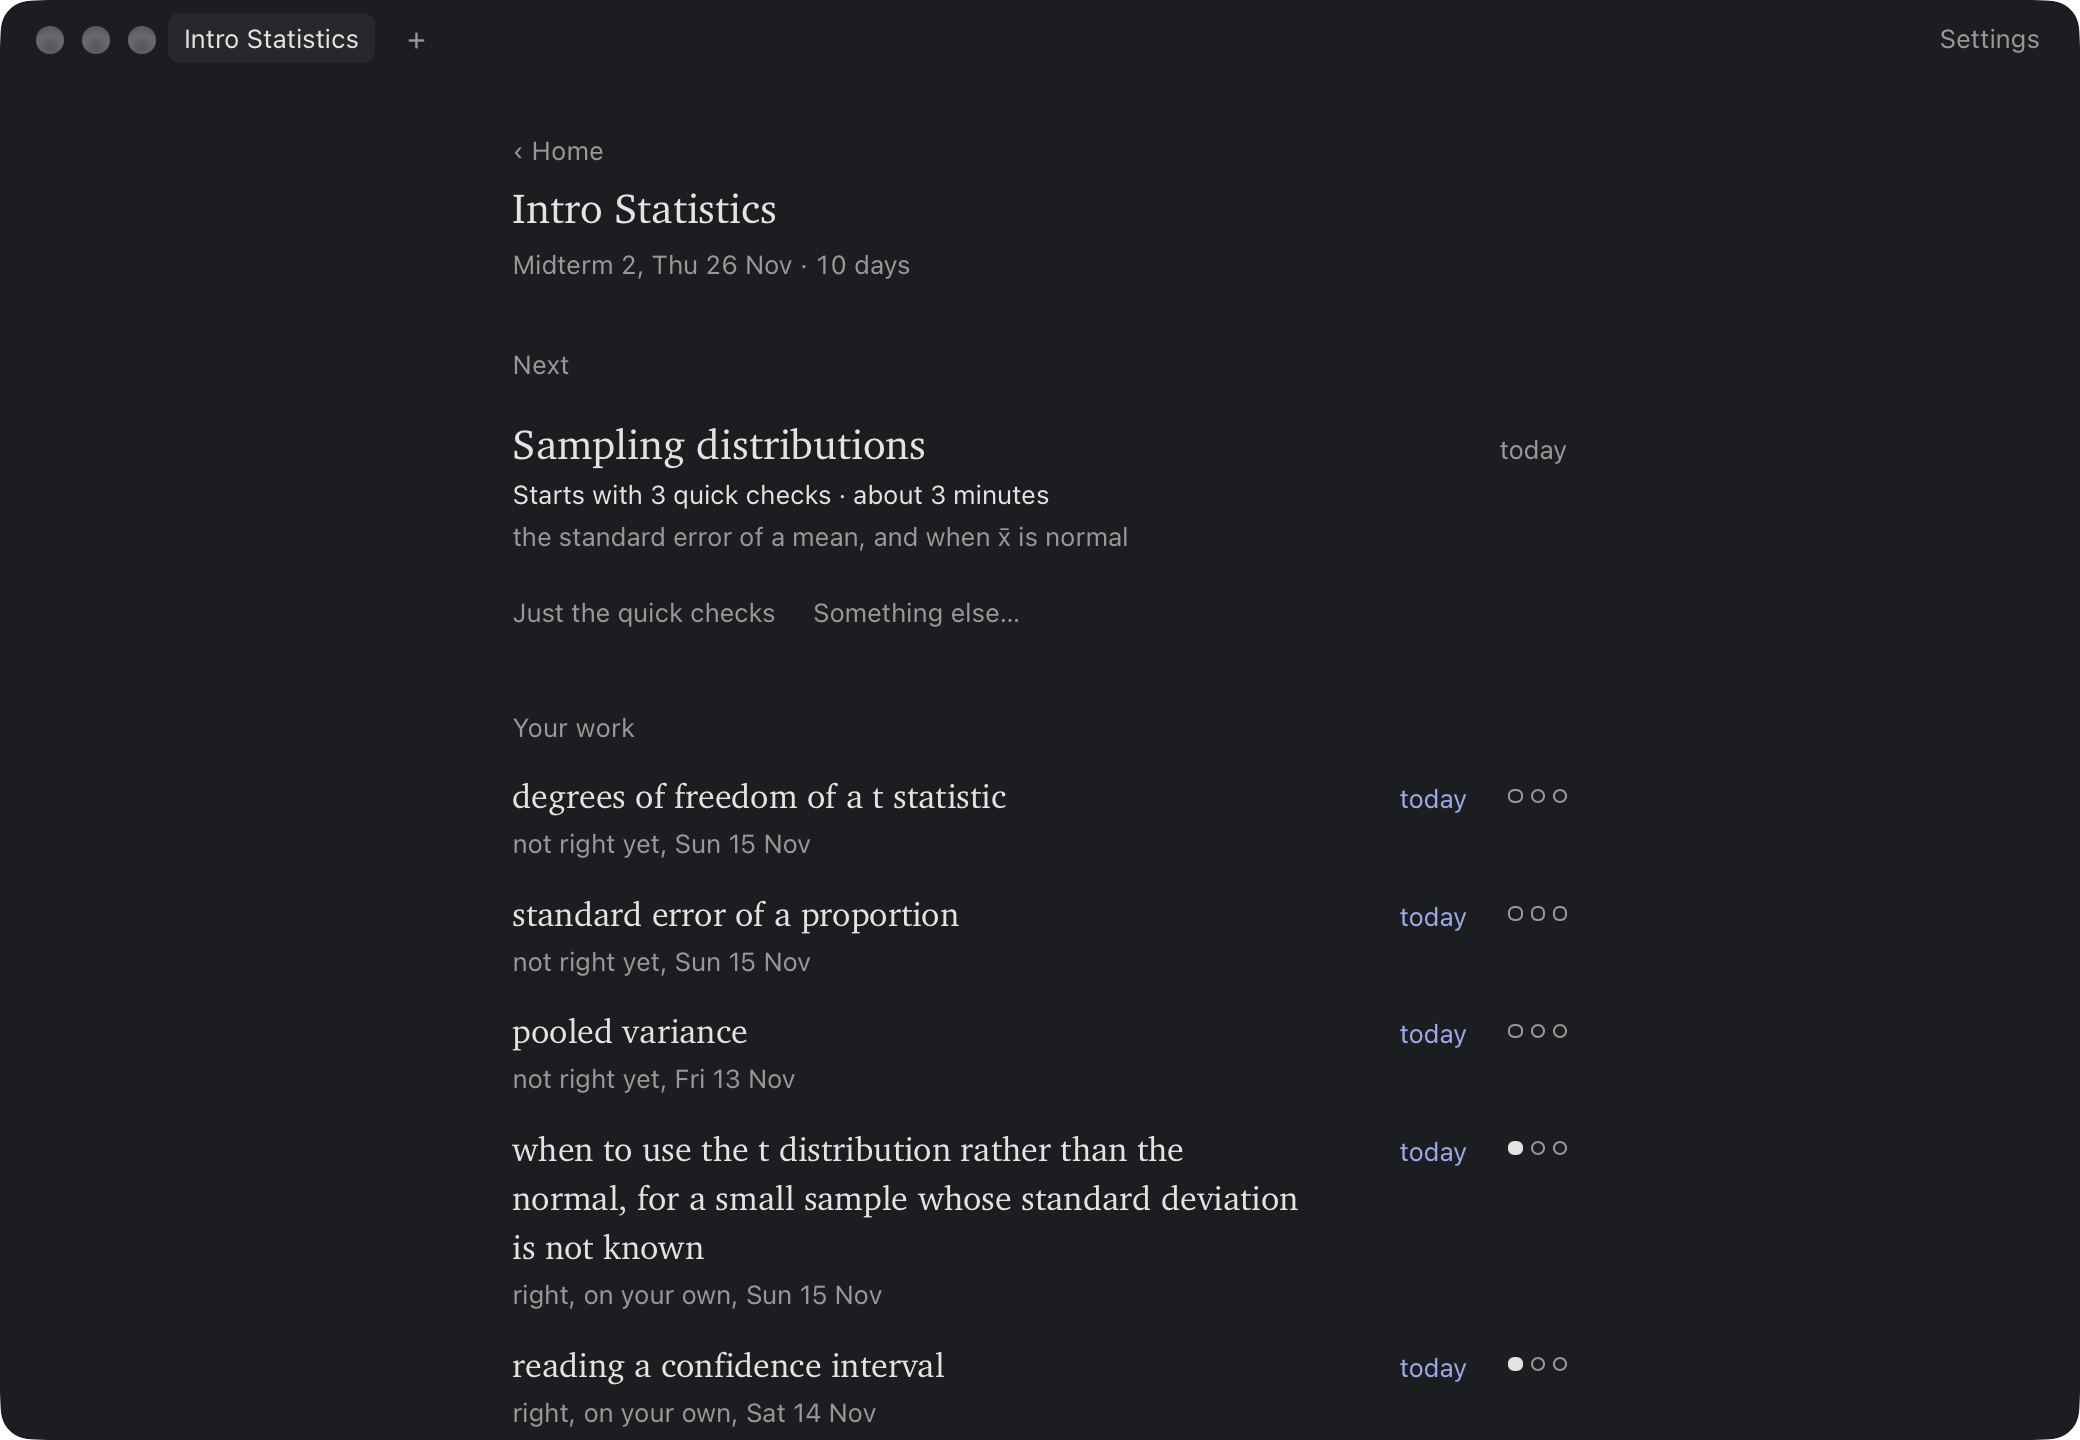 Intro Statistics
+
Settings
‹ Home
Intro Statistics
Midterm 2, Thu 26 Nov · 10 days
Next
Sampling distributions
today
Starts with 3 quick checks · about 3 minutes
the standard error of a mean, and when x̄ is normal
Just the quick checks
Something else…
Your work
degrees of freedom of a t statistic
today
not right yet, Sun 15 Nov
standard error of a proportion
today
not right yet, Sun 15 Nov
pooled variance
today
not right yet, Fri 13 Nov
when to use the t distribution rather than the
today
normal, for a small sample whose standard deviation
is not known
right, on your own, Sun 15 Nov
reading a confidence interval
today
right, on your own, Sat 14 Nov